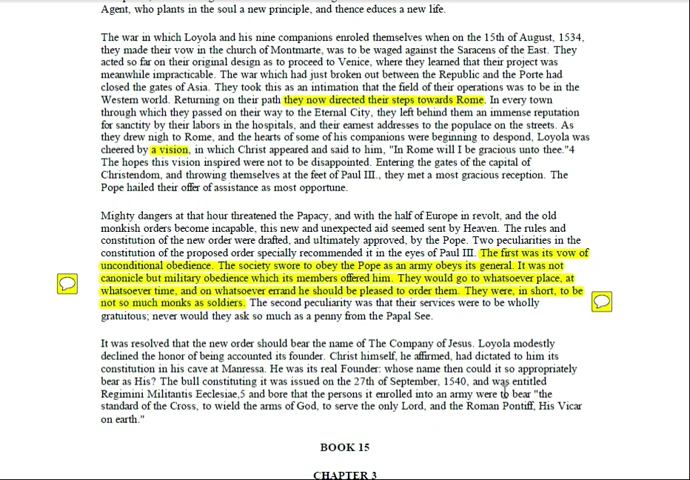 Agent, who plants in the soul a new principle, and thence educes a new life.
The war in which Loyola and his nine companions enroled themselves when on the 15th of August, 1534,
they made their vow in the church of Montmarte, was to be waged against the Saracens of the East. They
acted so far on their original design as to proceed to Venice, where they learned that their project was
meanwhile impracticable. The war which had just broken out between the Republic and the Porte had
closed the gates of Asia. They took this as an intimation that the field of their operations was to be in the
Western world. Returning on their path they now directed their steps towards Rome. In every town
through which they passed on their way to the Eternal City, they left behind them an immense reputation
for sanctity by their labors in the hospitals, and their earnest addresses to the populace on the streets. As
they drew nigh to Rome, and the hearts of some of his companions were beginning to despond, Loyola was
cheered by a vision, in which Christ appeared and said to him, "In Rome will I be gracious unto thee."4
The hopes this vision inspired were not to be disappointed. Entering the gates of the capital of
Christendom, and throwing themselves at the feet of Paul III., they met a most gracious reception. The
Pope hailed their offer of assistance as most opportune.
Mighty dangers at that hour threatened the Papacy, and with the half of Europe in revolt, and the old
monkish orders become incapable, this new and unexpected aid seemed sent by Heaven. The rules and
constitution of the new order were drafted, and ultimately approved, by the Pope. Two peculiarities in the
constitution of the proposed order specially recommended it in the eyes of Paul III. The first was its vow of
unconditional obedience. The society swore to obey the Pope as an army obeys its general. It was not
canonicle but military obedience which its members offered him. They would go to whatsoever place, at
whatsoever time, and on whatsoever errand he should be pleased to order them. They were, in short, to be
not so much monks as soldiers. The second peculiarity was that their services were to be wholly
gratuitous; never would they ask so much as a penny from the Papal See.
It was resolved that the new order should bear the name of The Company of Jesus. Loyola modestly
declined the honor of being accounted its founder. Christ himself, he affirmed, had dictated to him its
constitution in his cave at Manressa. He was its real Founder: whose name then could it so appropriately
bear as His? The bull constituting it was issued on the 27th of September, 1540, and was entitled
Regimini Militantis Ecclesiae,5 and bore that the persons it enrolled into an army were to bear "the
standard of the Cross, to wield the arms of God, to serve the only Lord, and the Roman Pontiff, His Vicar
on earth."
BOOK 15
CHAPTER 3